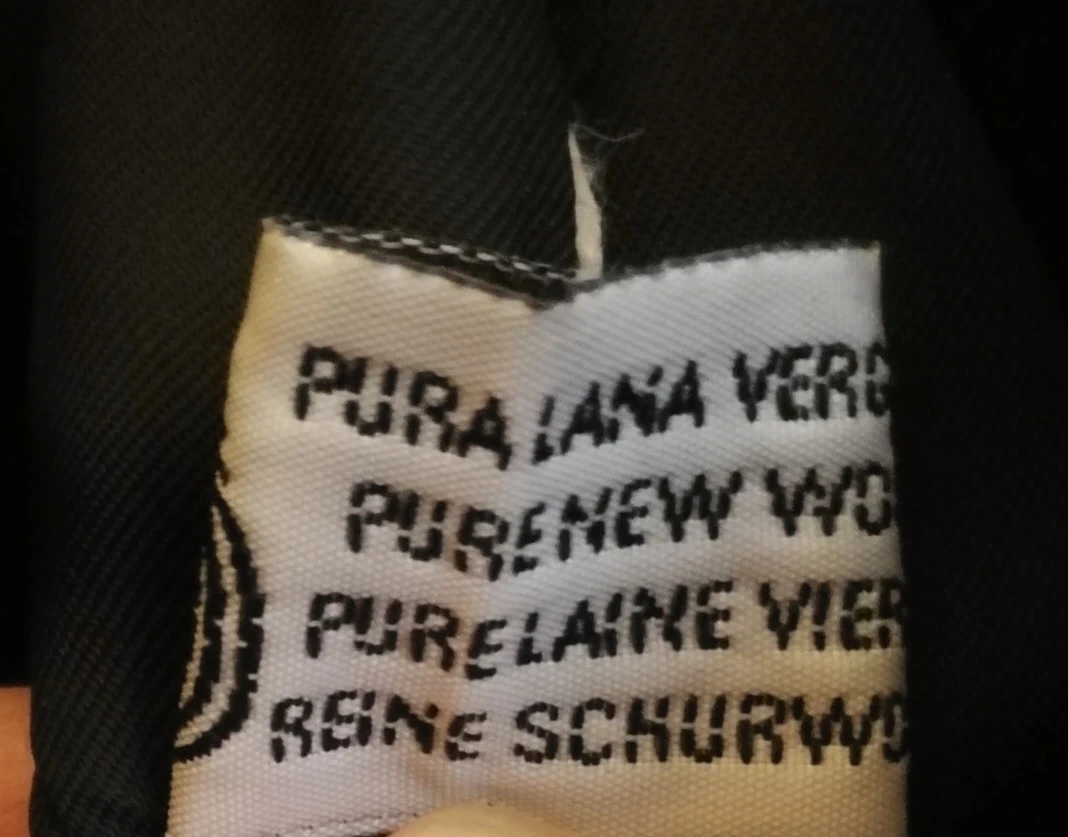 PURA LANA VERG
PURE NEW WO
PURE LAINE VIER
REINE SCHURWO